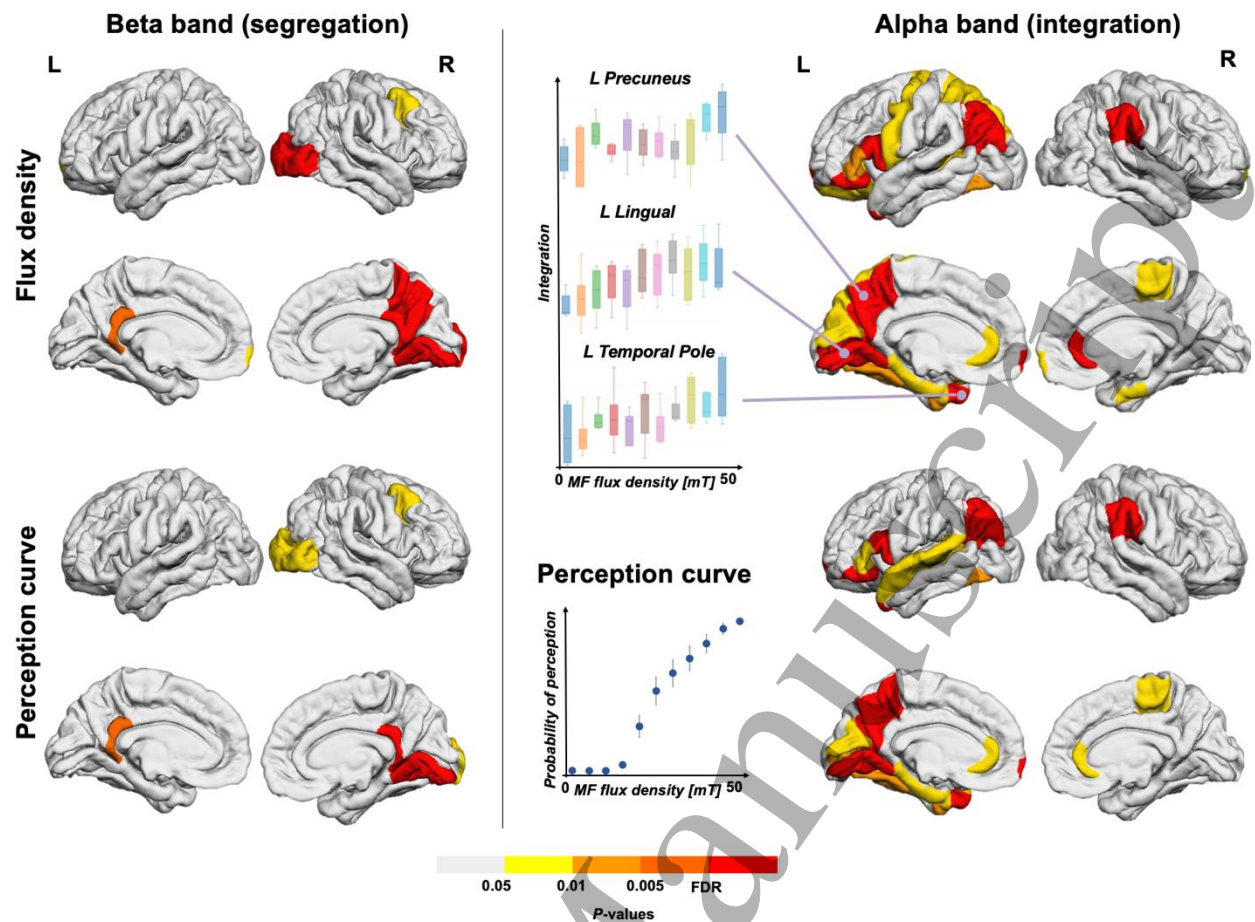 Beta band (segregation)
Alpha band (integration)
L
R
L
R
Flux density
Perception curve
L Precuneus
L Lingual
L Temporal Pole
Integration
0
MF flux density [mT]
50
Perception curve
Probability of perception
0
MF flux density [mT]
50
0.05
0.01
0.005
FDR
P-values